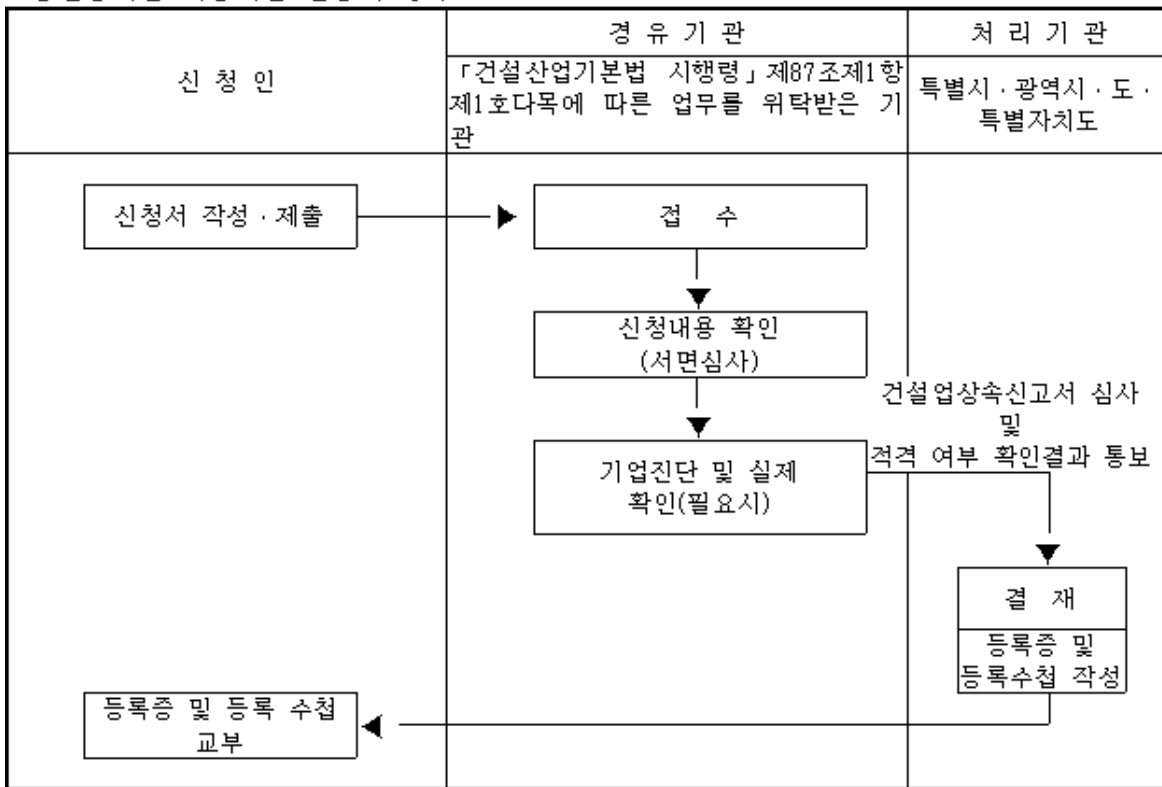 신 청 인
경 유 기 관
처 리 기 관
「건설산업기본법 시행령」제87조제1항
제1호다목에 따른 업무를 위탁받은 기
관
특별시 · 광역시 · 도 ·
특별자치도
신청서 작성 · 제출
접 수
신청내용 확인
(서면심사)
건설업상속신고서 심사
및
적격 여부 확인결과 통보
기업진단 및 실제
확인(필요시)
결 재
등록증 및
등록수첩 작성
등록증 및 등록 수첩
교부